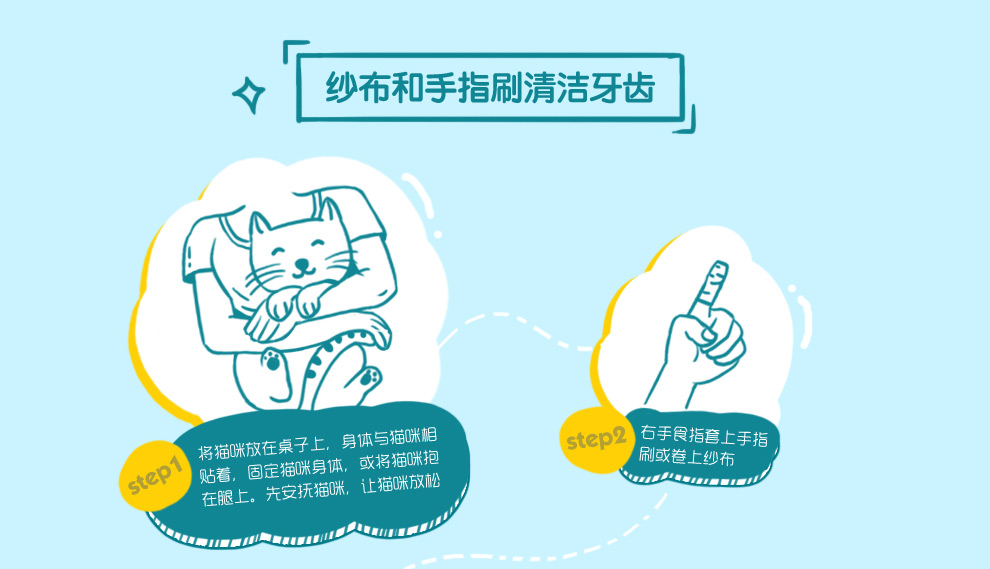 纱布和手指刷清洁牙齿
step1
将猫咪放在桌子上，身体与猫咪相
贴着，固定猫咪身体，或将猫咪抱
在腿上。先安抚猫咪，让猫咪放松
step2
右手食指套上手指
刷或卷上纱布